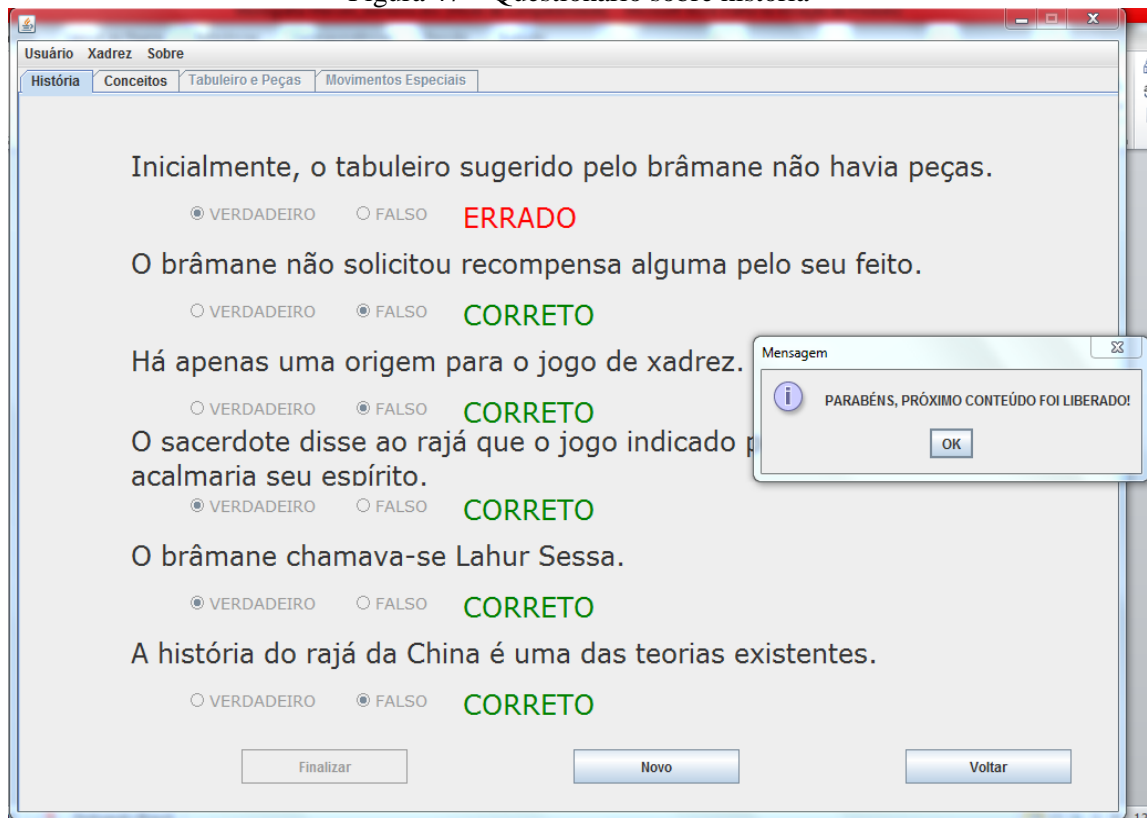 Usuário Xadrez Sobre
História Conceitos Tabuleiro e Peças Movimentos Especiais
Inicialmente, o tabuleiro sugerido pelo brâmane não havia peças.
VERDADEIRO FALSO ERRADO
O brâmane não solicitou recompensa alguma pelo seu feito.
VERDADEIRO FALSO CORRETO
Há apenas uma origem para o jogo de xadrez.
VERDADEIRO FALSO CORRETO
O sacerdote disse ao rajá que o jogo indicado
acalmaria seu espírito.
VERDADEIRO FALSO CORRETO
O brâmane chamava-se Lahur Sessa.
VERDADEIRO FALSO CORRETO
A história do rajá da China é uma das teorias existentes.
VERDADEIRO FALSO CORRETO
Finalizar Novo Voltar
Mensagem
PARABÉNS, PRÓXIMO CONTEÚDO FOI LIBERADO!
OK